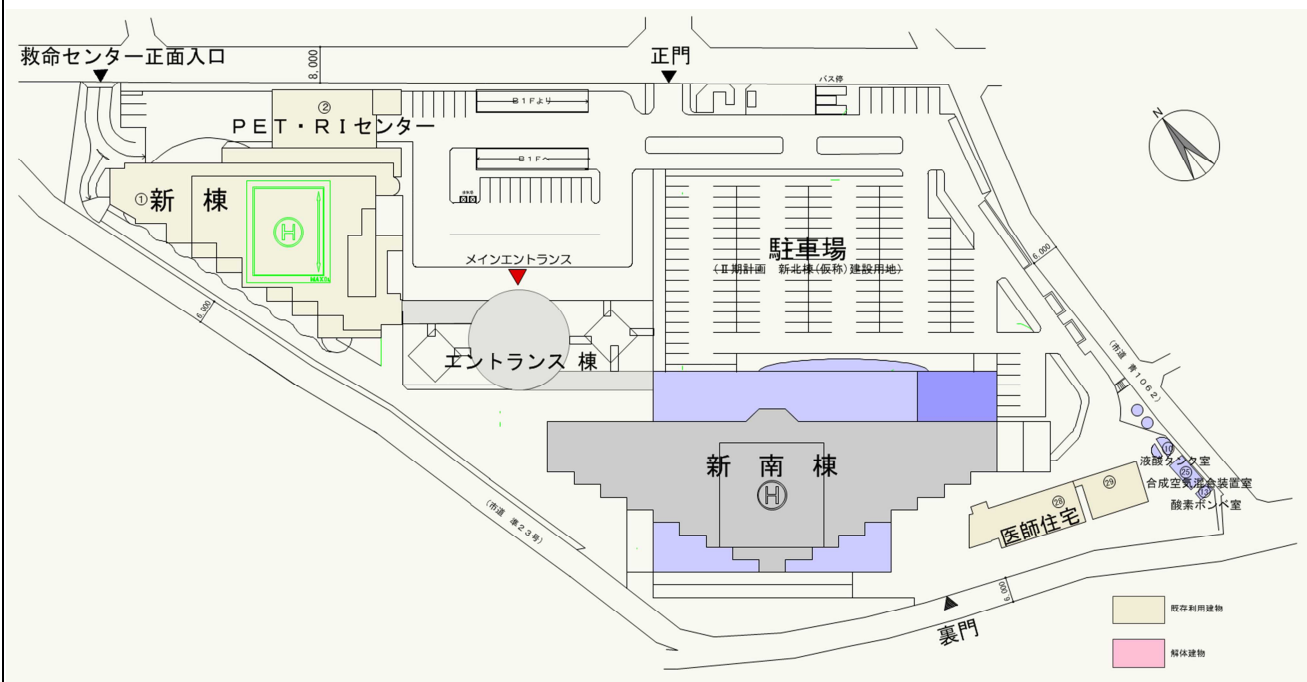 救命センター正面入口
8,000
正門
バス停
②
B1Fより
PET・RIセンター
N
B1Fへ
①新 棟
H
駐車場
(Ⅱ期計画 新北棟(仮称)建設用地)
6,000
メインエントランス
6,300
エントランス 棟
(市道 青1062)
新 南 棟
H
⑩
液酸タンク室
㉕
合成空気混合装置室
⑬
酸素ボンベ室
㉙
㉘
医師住宅
(市道 準23号)
6,000
裏門
既存利用建物
解体建物